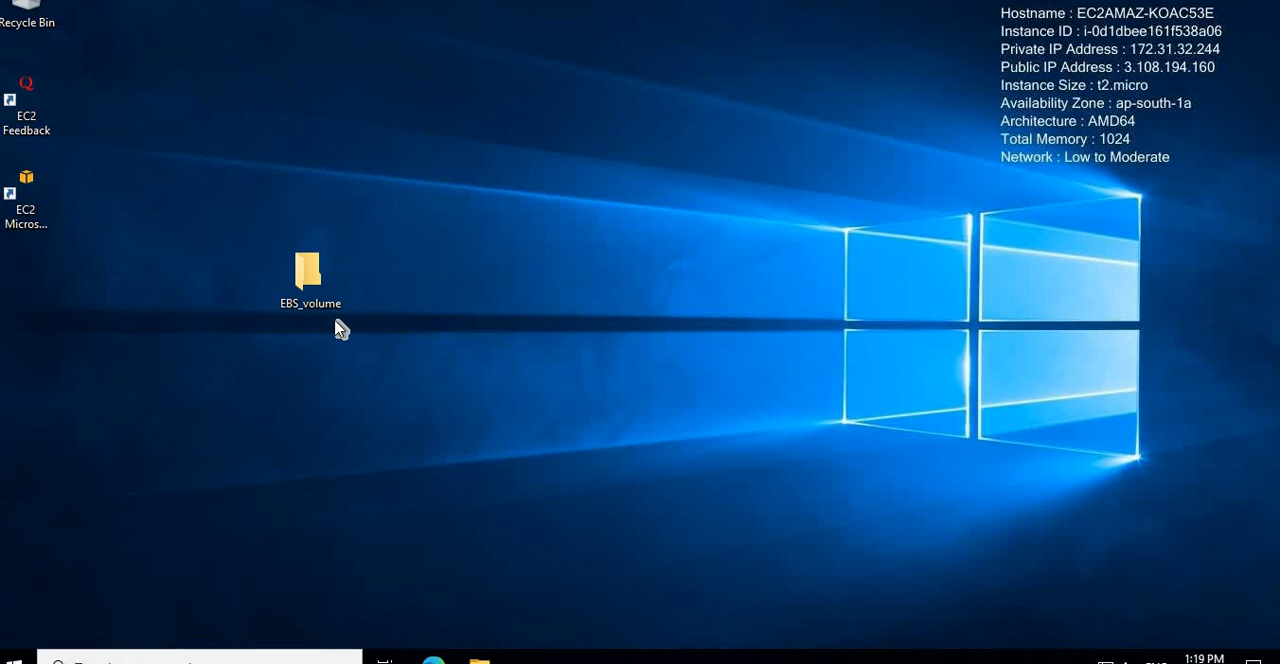 Recycle Bin
EC2
Feedback
EC2
Micros...
EBS_volume
Hostname : EC2AMAZ-KOAC53E
Instance ID : i-0d1dbee161f538a06
Private IP Address : 172.31.32.244
Public IP Address : 3.108.194.160
Instance Size : t2.micro
Availability Zone : ap-south-1a
Architecture : AMD64
Total Memory : 1024
Network : Low to Moderate
1:19 PM